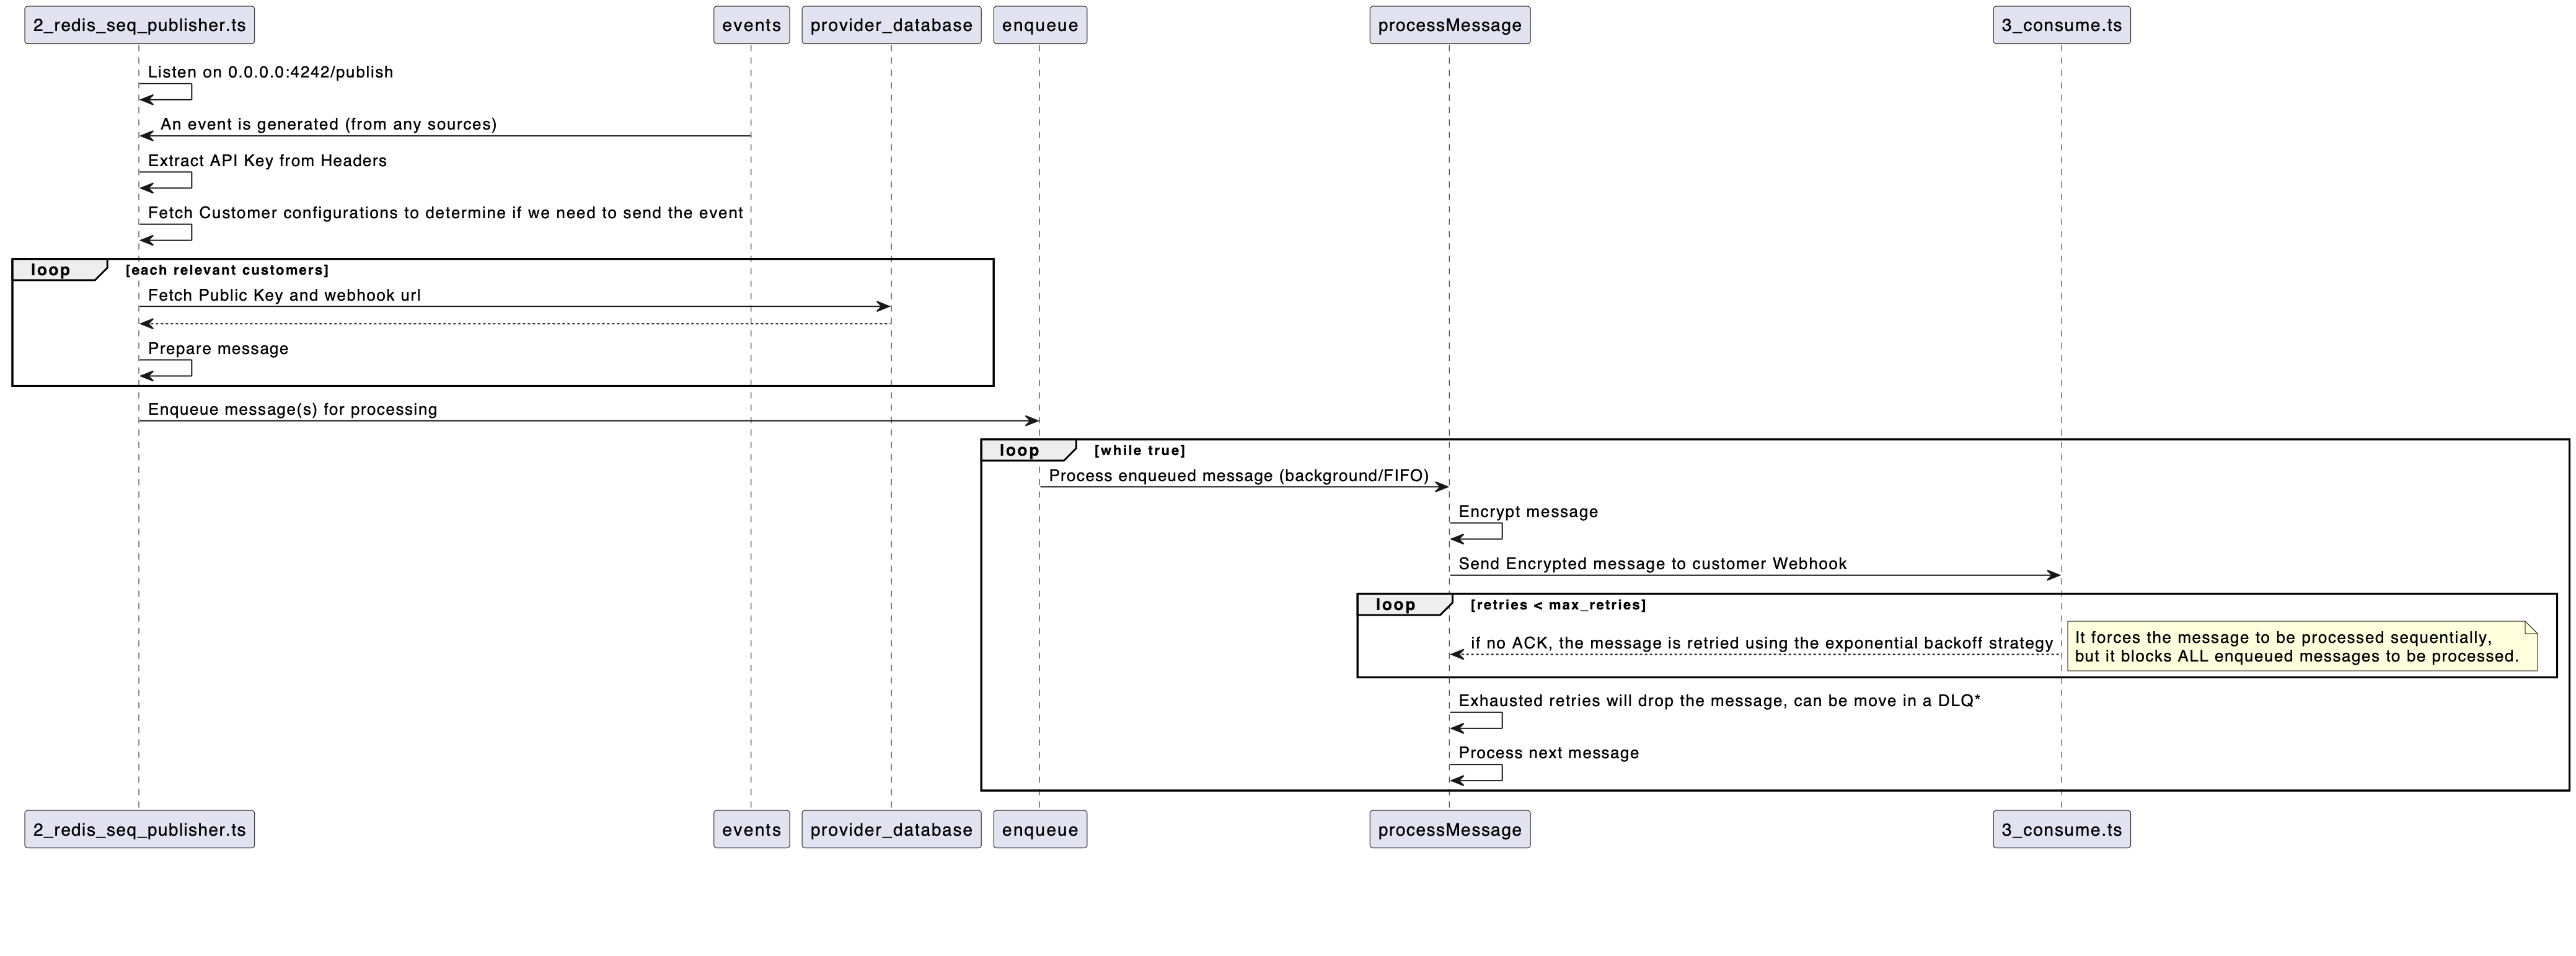 2_redis_seq_publisher.ts
events
provider_database
enqueue
processMessage
3_consume.ts
Listen on 0.0.0.0:4242/publish
An event is generated (from any sources)
Extract API Key from Headers
Fetch Customer configurations to determine if we need to send the event
loop
[each relevant customers]
Fetch Public Key and webhook url
Prepare message
Enqueue message(s) for processing
loop
[while true]
Process enqueued message (background/FIFO)
Encrypt message
Send Encrypted message to customer Webhook
loop
[retries < max_retries]
if no ACK, the message is retried using the exponential backoff strategy
It forces the message to be processed sequentially,
but it blocks ALL enqueued messages to be processed.
Exhausted retries will drop the message, can be move in a DLQ*
Process next message
2_redis_seq_publisher.ts
events
provider_database
enqueue
processMessage
3_consume.ts